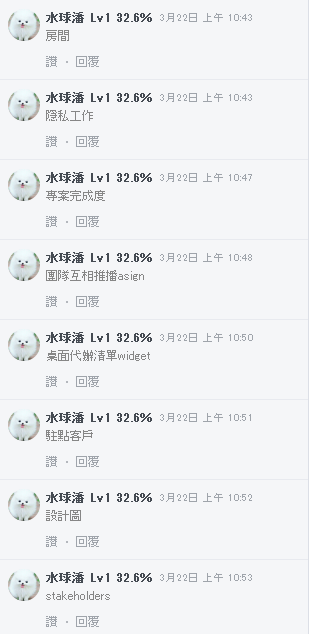 水球潘 Lv1 32.6% 3月22日 上午 10:43
房間
讚 · 回覆
水球潘 Lv1 32.6% 3月22日 上午 10:43
隱私工作
讚 · 回覆
水球潘 Lv1 32.6% 3月22日 上午 10:47
專案完成度
讚 · 回覆
水球潘 Lv1 32.6% 3月22日 上午 10:48
團隊互相推播asign
讚 · 回覆
水球潘 Lv1 32.6% 3月22日 上午 10:50
桌面代辦清單widget
讚 · 回覆
水球潘 Lv1 32.6% 3月22日 上午 10:51
駐點客戶
讚 · 回覆
水球潘 Lv1 32.6% 3月22日 上午 10:52
設計圖
讚 · 回覆
水球潘 Lv1 32.6% 3月22日 上午 10:53
stakeholders
讚 · 回覆